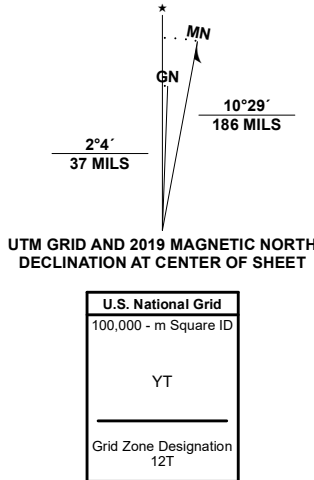 ★
MN
GN
10°29´
186 MILS
2°4´
37 MILS
UTM GRID AND 2019 MAGNETIC NORTH
DECLINATION AT CENTER OF SHEET
U.S. National Grid
100,000 - m Square ID
YT
Grid Zone Designation
12T